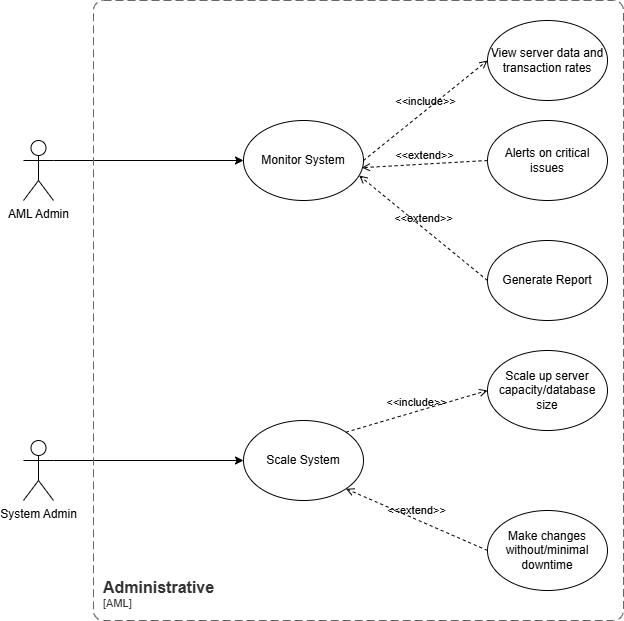 View server data and
transaction rates
<<include>>
Monitor System
<<extend>>
Alerts on critical
issues
AML Admin
<<extend>>
Generate Report
Scale up server
capacity/database
size
<<include>>
Scale System
System Admin
<<extend>>
Make changes
without/minimal
downtime
Administrative
[AML]